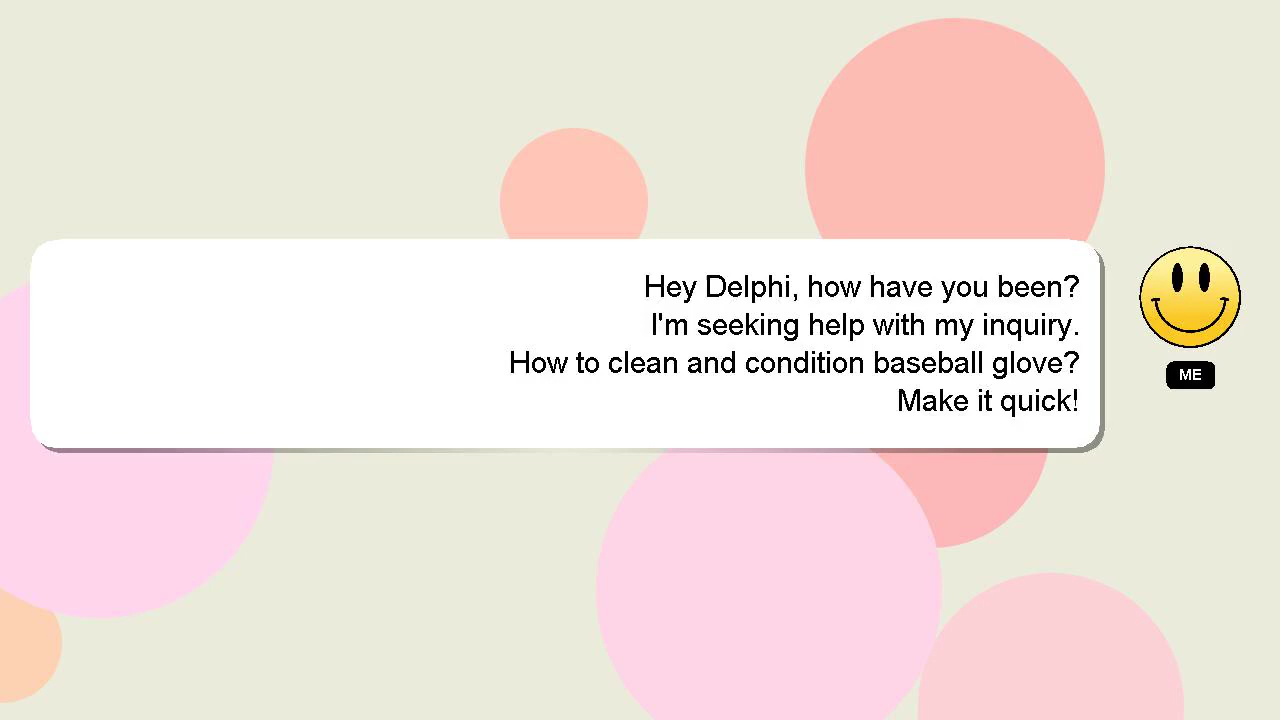 Hey Delphi, how have you been?
I'm seeking help with my inquiry.
How to clean and condition baseball glove?
Make it quick!
ME